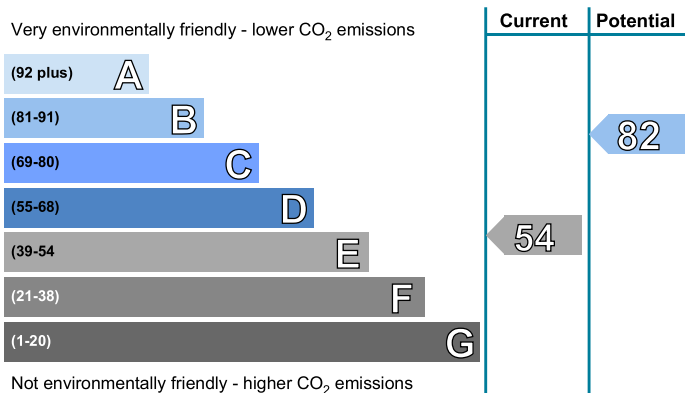 Very environmentally friendly - lower CO2 emissions
Current
Potential
(92 plus) A
(81-91) B
(69-80) C
(55-68) D
(39-54 E
(21-38) F
(1-20) G
82
54
Not environmentally friendly - higher CO2 emissions